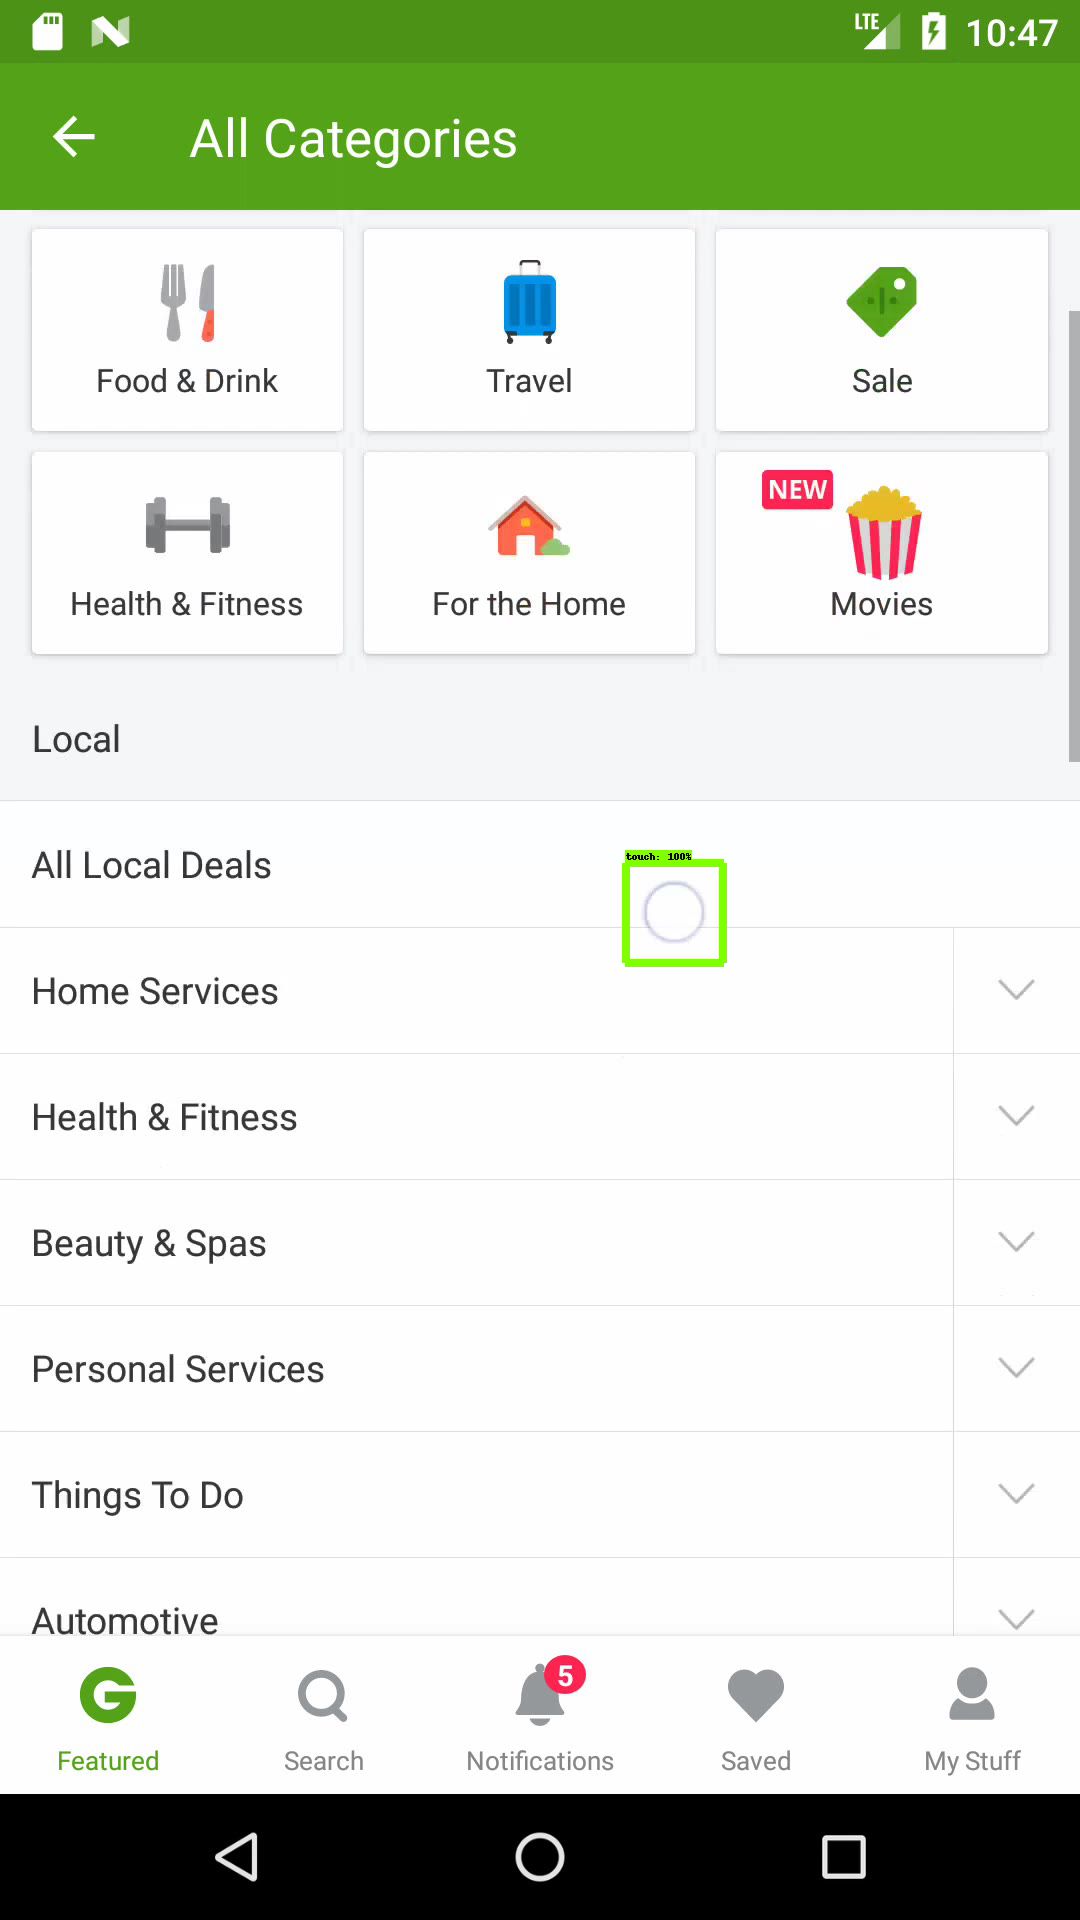 LTE 10:47
All Categories
Food & Drink
Travel
Sale
Health & Fitness
For the Home
NEW
Movies
Local
All Local Deals
touch: 100%
Home Services
Health & Fitness
Beauty & Spas
Personal Services
Things To Do
Automotive
5
Featured
Search
Notifications
Saved
My Stuff